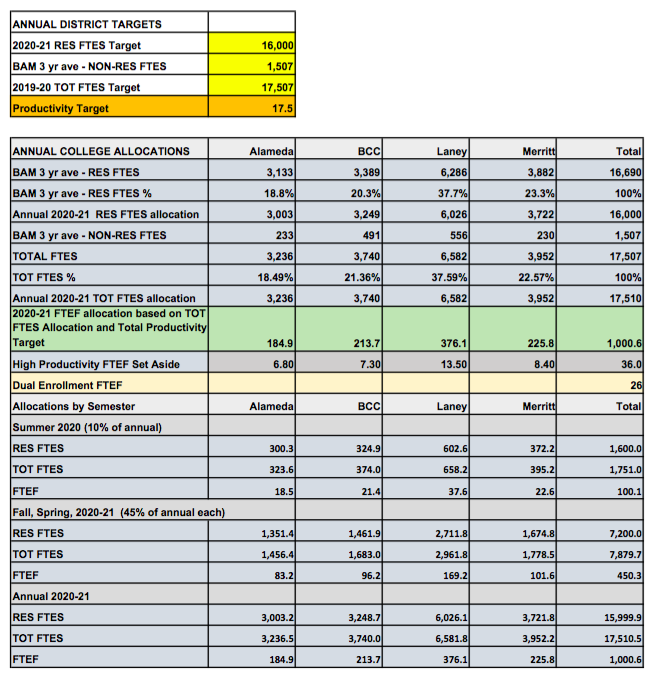 ANNUAL DISTRICT TARGETS
2020-21 RES FTES Target 16,000
BAM 3 yr ave - NON-RES FTES 1,507
2019-20 TOT FTES Target 17,507
Productivity Target 17.5
ANNUAL COLLEGE ALLOCATIONS Alameda BCC Laney Merritt Total
BAM 3 yr ave - RES FTES 3,133 3,389 6,286 3,882 16,690
BAM 3 yr ave - RES FTES % 18.8% 20.3% 37.7% 23.3% 100%
Annual 2020-21 RES FTES allocation 3,003 3,249 6,026 3,722 16,000
BAM 3 yr ave - NON-RES FTES 233 491 556 230 1,507
TOTAL FTES 3,236 3,740 6,582 3,952 17,507
TOT FTES % 18.49% 21.36% 37.59% 22.57% 100%
Annual 2020-21 TOT FTES allocation 3,236 3,740 6,582 3,952 17,510
2020-21 FTEF allocation based on TOT
FTES Allocation and Total Productivity
Target 184.9 213.7 376.1 225.8 1,000.6
High Productivity FTEF Set Aside 6.80 7.30 13.50 8.40 36.0
Dual Enrollment FTEF 26
Allocations by Semester Alameda BCC Laney Merritt Total
Summer 2020 (10% of annual)
RES FTES 300.3 324.9 602.6 372.2 1,600.0
TOT FTES 323.6 374.0 658.2 395.2 1,751.0
FTEF 18.5 21.4 37.6 22.6 100.1
Fall, Spring, 2020-21 (45% of annual each)
RES FTES 1,351.4 1,461.9 2,711.8 1,674.8 7,200.0
TOT FTES 1,456.4 1,683.0 2,961.8 1,778.5 7,879.7
FTEF 83.2 96.2 169.2 101.6 450.3
Annual 2020-21
RES FTES 3,003.2 3,248.7 6,026.1 3,721.8 15,999.9
TOT FTES 3,236.5 3,740.0 6,581.8 3,952.2 17,510.5
FTEF 184.9 213.7 376.1 225.8 1,000.6